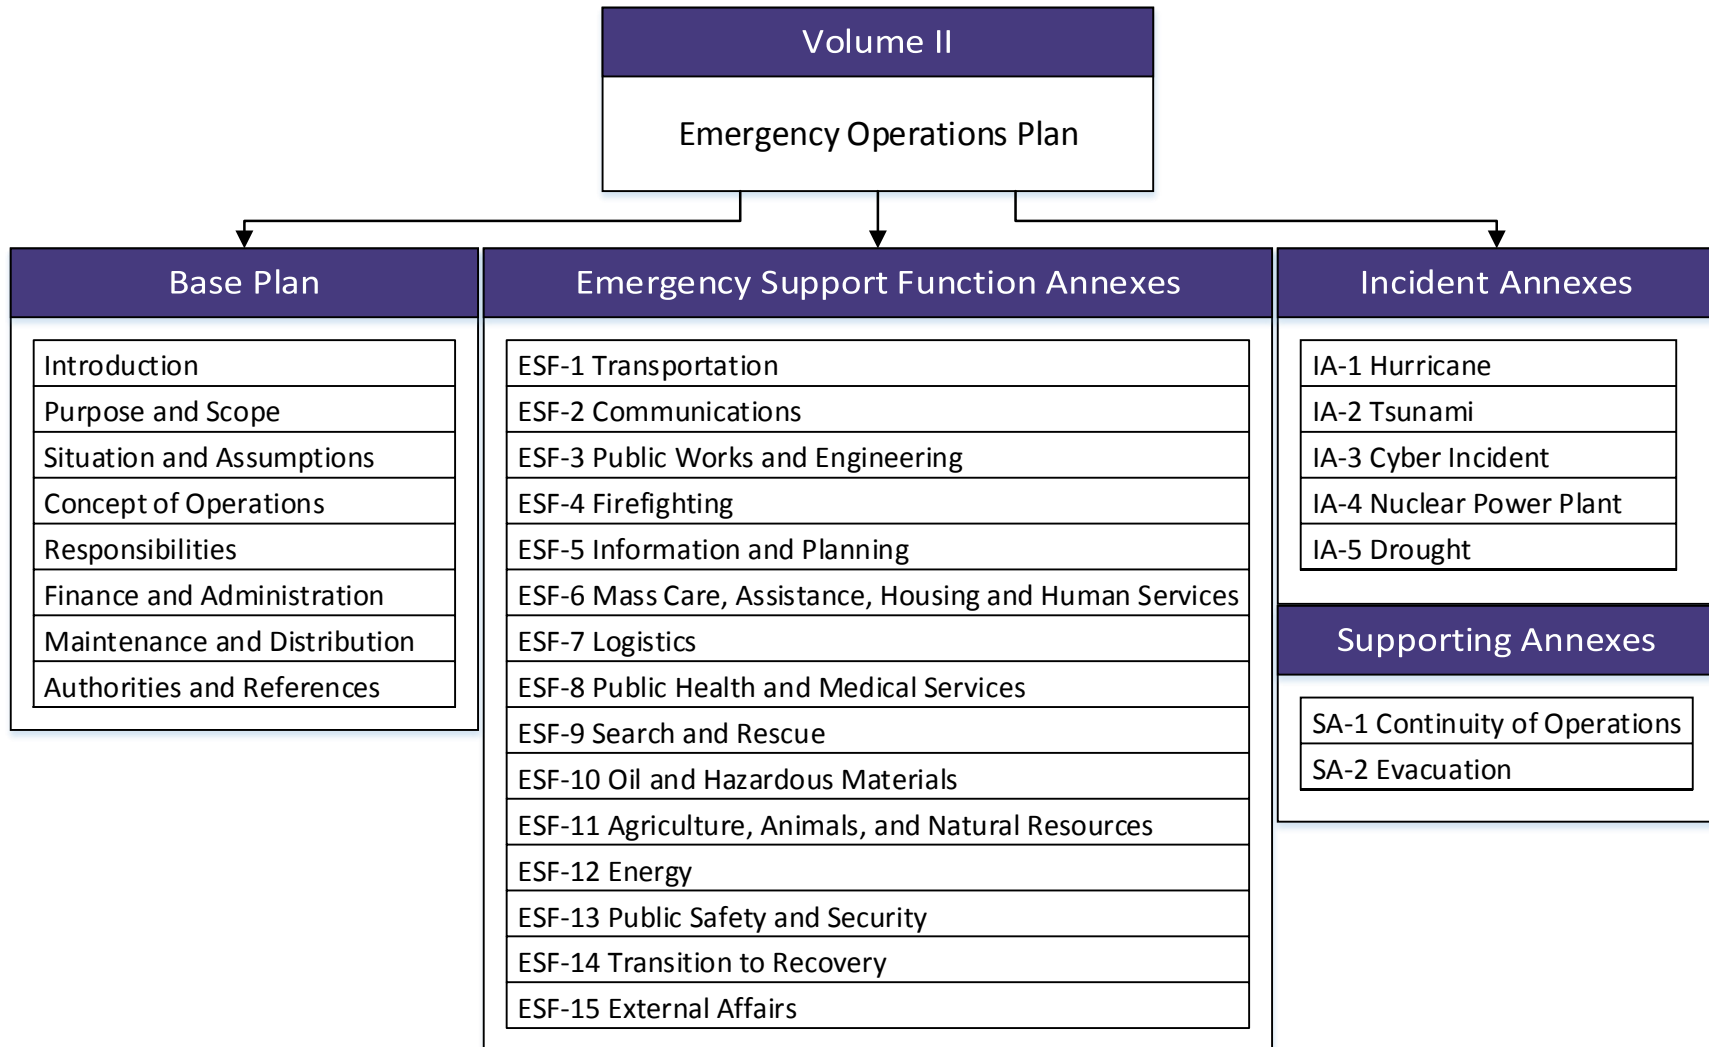 Volume II
Emergency Operations Plan
Base Plan
Introduction
Purpose and Scope
Situation and Assumptions
Concept of Operations
Responsibilities
Finance and Administration
Maintenance and Distribution
Authorities and References
Emergency Support Function Annexes
ESF-1 Transportation
ESF-2 Communications
ESF-3 Public Works and Engineering
ESF-4 Firefighting
ESF-5 Information and Planning
ESF-6 Mass Care, Assistance, Housing and Human Services
ESF-7 Logistics
ESF-8 Public Health and Medical Services
ESF-9 Search and Rescue
ESF-10 Oil and Hazardous Materials
ESF-11 Agriculture, Animals, and Natural Resources
ESF-12 Energy
ESF-13 Public Safety and Security
ESF-14 Transition to Recovery
ESF-15 External Affairs
Incident Annexes
IA-1 Hurricane
IA-2 Tsunami
IA-3 Cyber Incident
IA-4 Nuclear Power Plant
IA-5 Drought
Supporting Annexes
SA-1 Continuity of Operations
SA-2 Evacuation